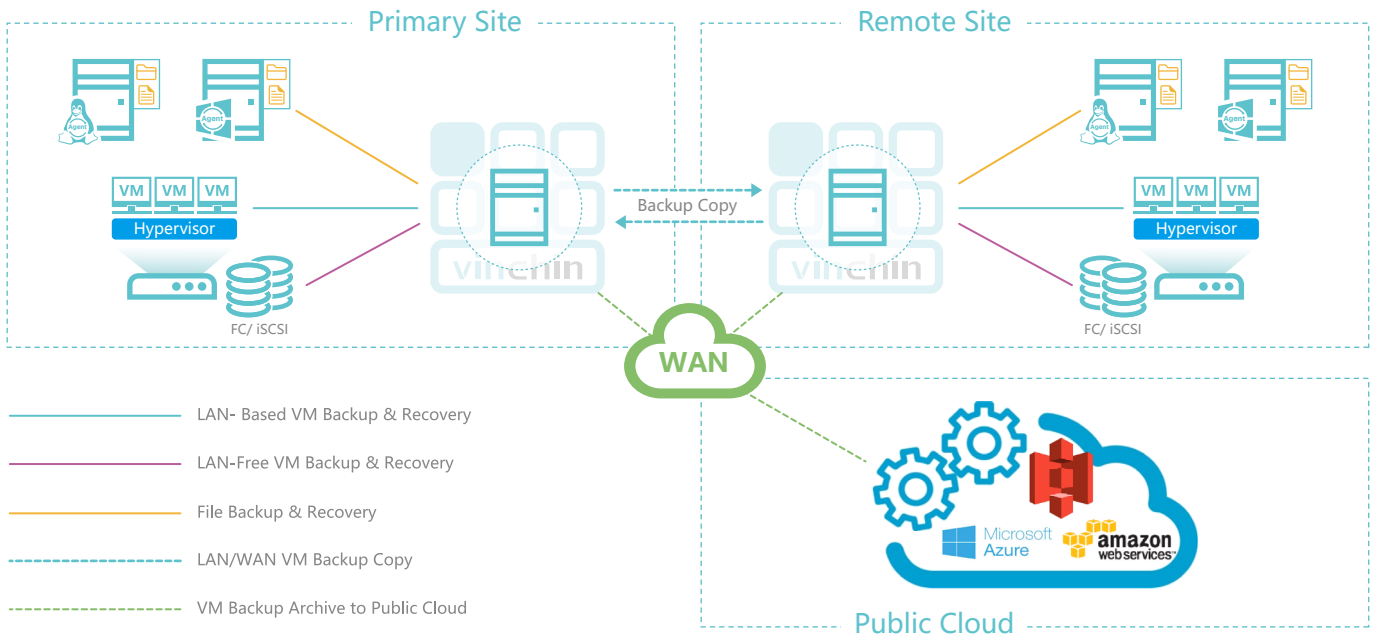 Primary Site
Remote Site
Agent
Agent
Agent
Agent
VM VM VM
Hypervisor
VM VM VM
Hypervisor
Backup Copy
vinchin
vinchin
FC/ iSCSI
FC/ iSCSI
WAN
LAN- Based VM Backup & Recovery
LAN-Free VM Backup & Recovery
File Backup & Recovery
LAN/WAN VM Backup Copy
VM Backup Archive to Public Cloud
Microsoft
Azure
amazon
web services™
Public Cloud